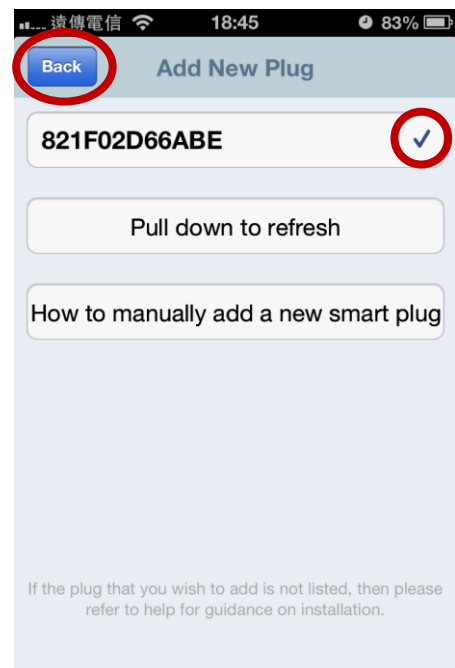 遠傳電信 18:45 83%
Back Add New Plug
821F02D66ABE
Pull down to refresh
How to manually add a new smart plug
If the plug that you wish to add is not listed, then please
refer to help for guidance on installation.